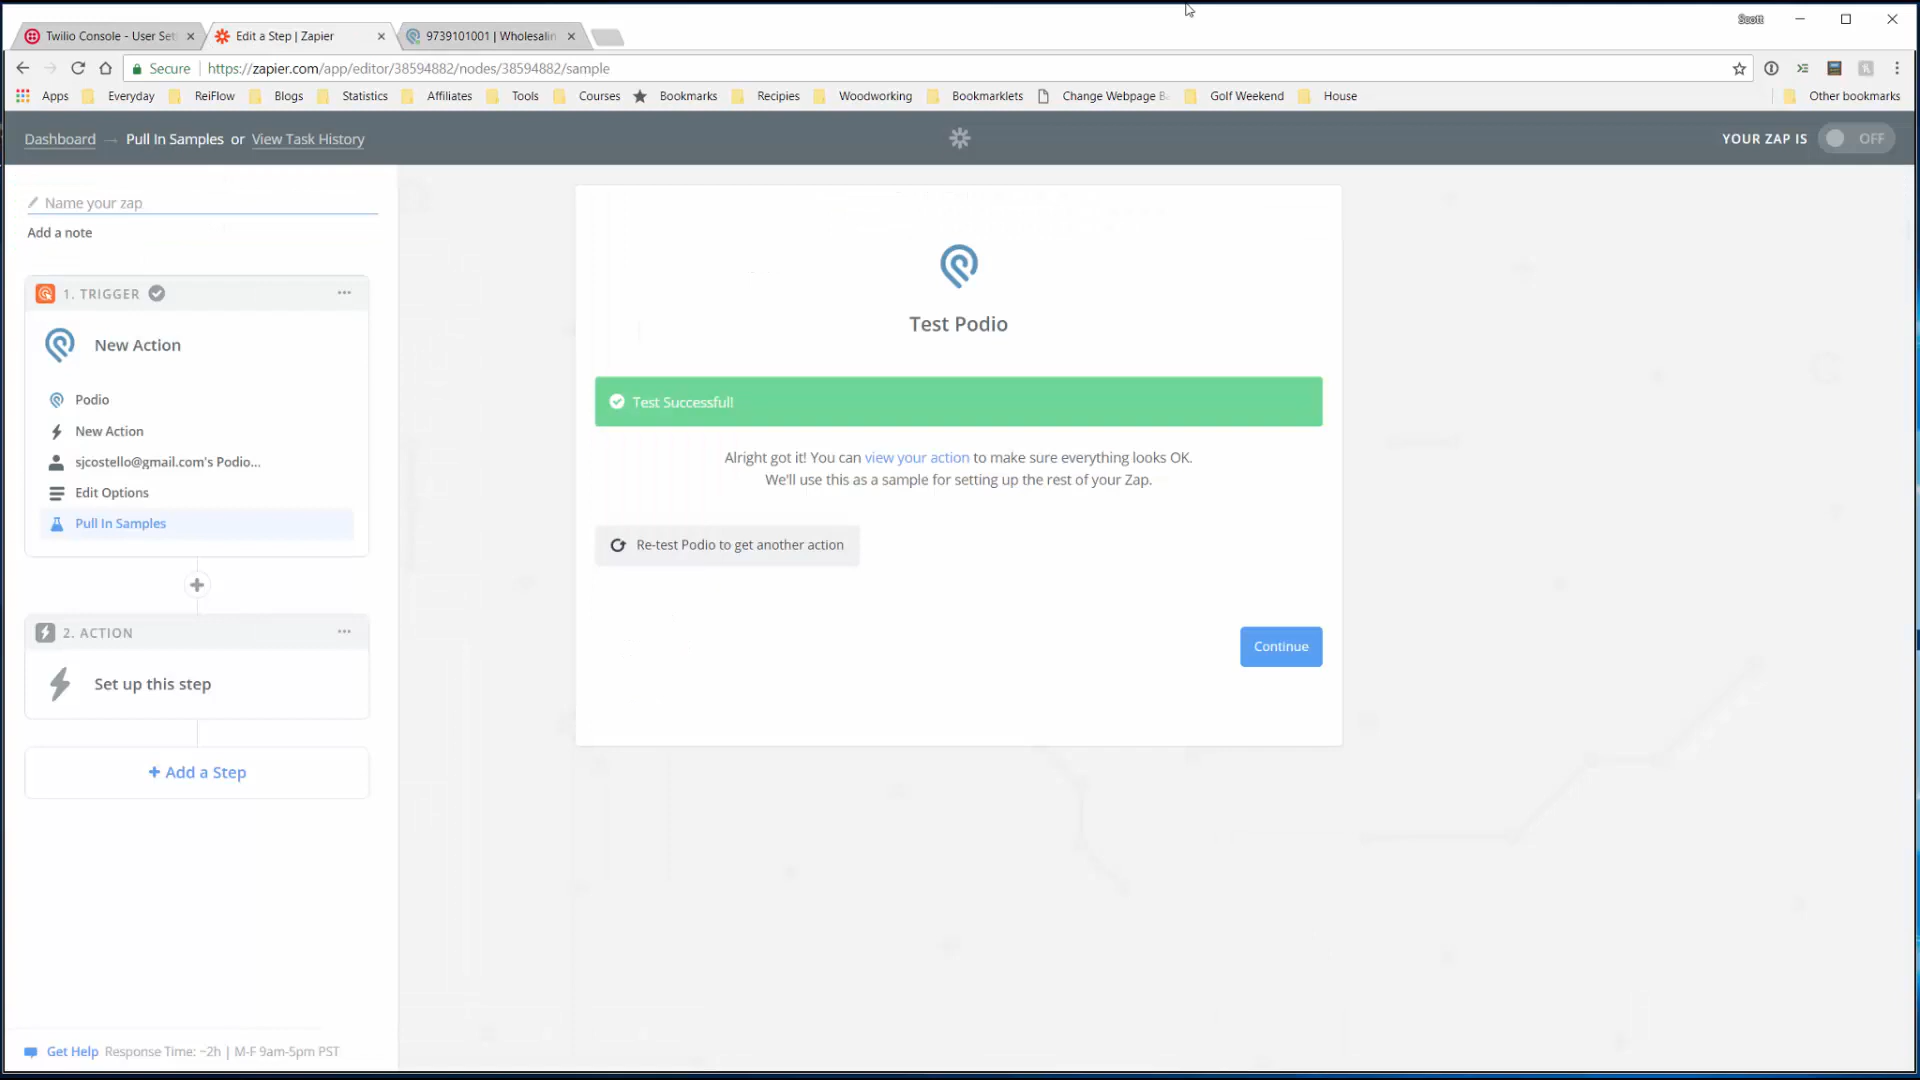 Scott
Twilio Console - User Set
Edit a Step | Zapier
9739101001 | Wholesalin
Secure https://zapier.com/app/editor/38594882/nodes/38594882/sample
Apps Everyday ReiFlow Blogs Statistics Affiliates Tools Courses Bookmarks Recipies Woodworking Bookmarklets Change Webpage Ba Golf Weekend House Other bookmarks
Dashboard → Pull In Samples or View Task History
YOUR ZAP IS OFF
Name your zap
Add a note
1. TRIGGER
New Action
Podio
New Action
sjcostello@gmail.com's Podio...
Edit Options
Pull In Samples
2. ACTION
Set up this step
+ Add a Step
Test Podio
Test Successful!
Alright got it! You can view your action to make sure everything looks OK.
We'll use this as a sample for setting up the rest of your Zap.
Re-test Podio to get another action
Continue
Get Help Response Time: ~2h | M-F 9am-5pm PST